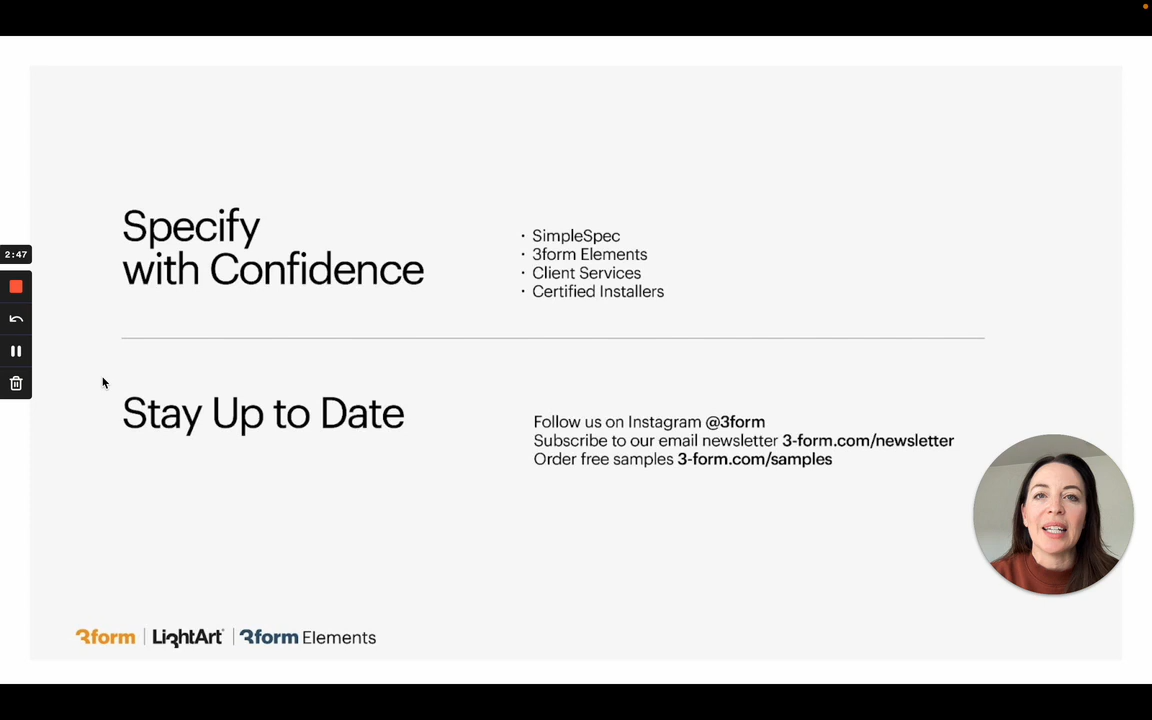 Specify
with Confidence
· SimpleSpec
· 3form Elements
· Client Services
· Certified Installers
2:47
Stay Up to Date
Follow us on Instagram @3form
Subscribe to our email newsletter 3-form.com/newsletter
Order free samples 3-form.com/samples
3form | LightArt | 3form Elements